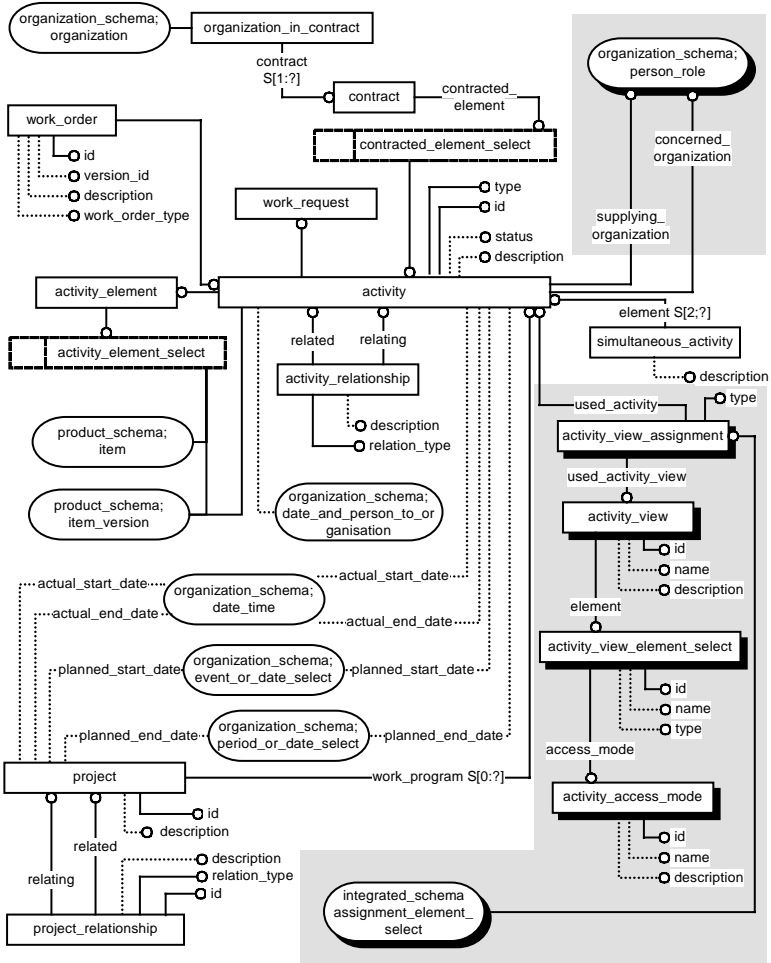 organization_schema;
organization
organization_in_contract
contract
S[1:?]
contract
contracted_
element
contracted_element_select
organization_schema;
person_role
concerned_
organization
supplying_
organization
work_order
id
version_id
description
work_order_type
work_request
type
id
status
description
activity_element
activity
element S[2;?]
simultaneous_activity
description
activity_element_select
related
relating
activity_relationship
description
relation_type
product_schema;
item
product_schema;
item_version
organization_schema;
date_and_person_to_or
ganisation
used_activity
type
activity_view_assignment
used_activity_view
activity_view
id
name
description
element
activity_view_element_select
id
name
type
access_mode
activity_access_mode
id
name
description
actual_start_date
actual_end_date
organization_schema;
date_time
actual_start_date
actual_end_date
planned_start_date
organization_schema;
event_or_date_select
planned_start_date
planned_end_date
organization_schema;
period_or_date_select
planned_end_date
project
work_program S[0:?]
id
description
related
relating
description
relation_type
id
project_relationship
integrated_schema
assignment_element_
select